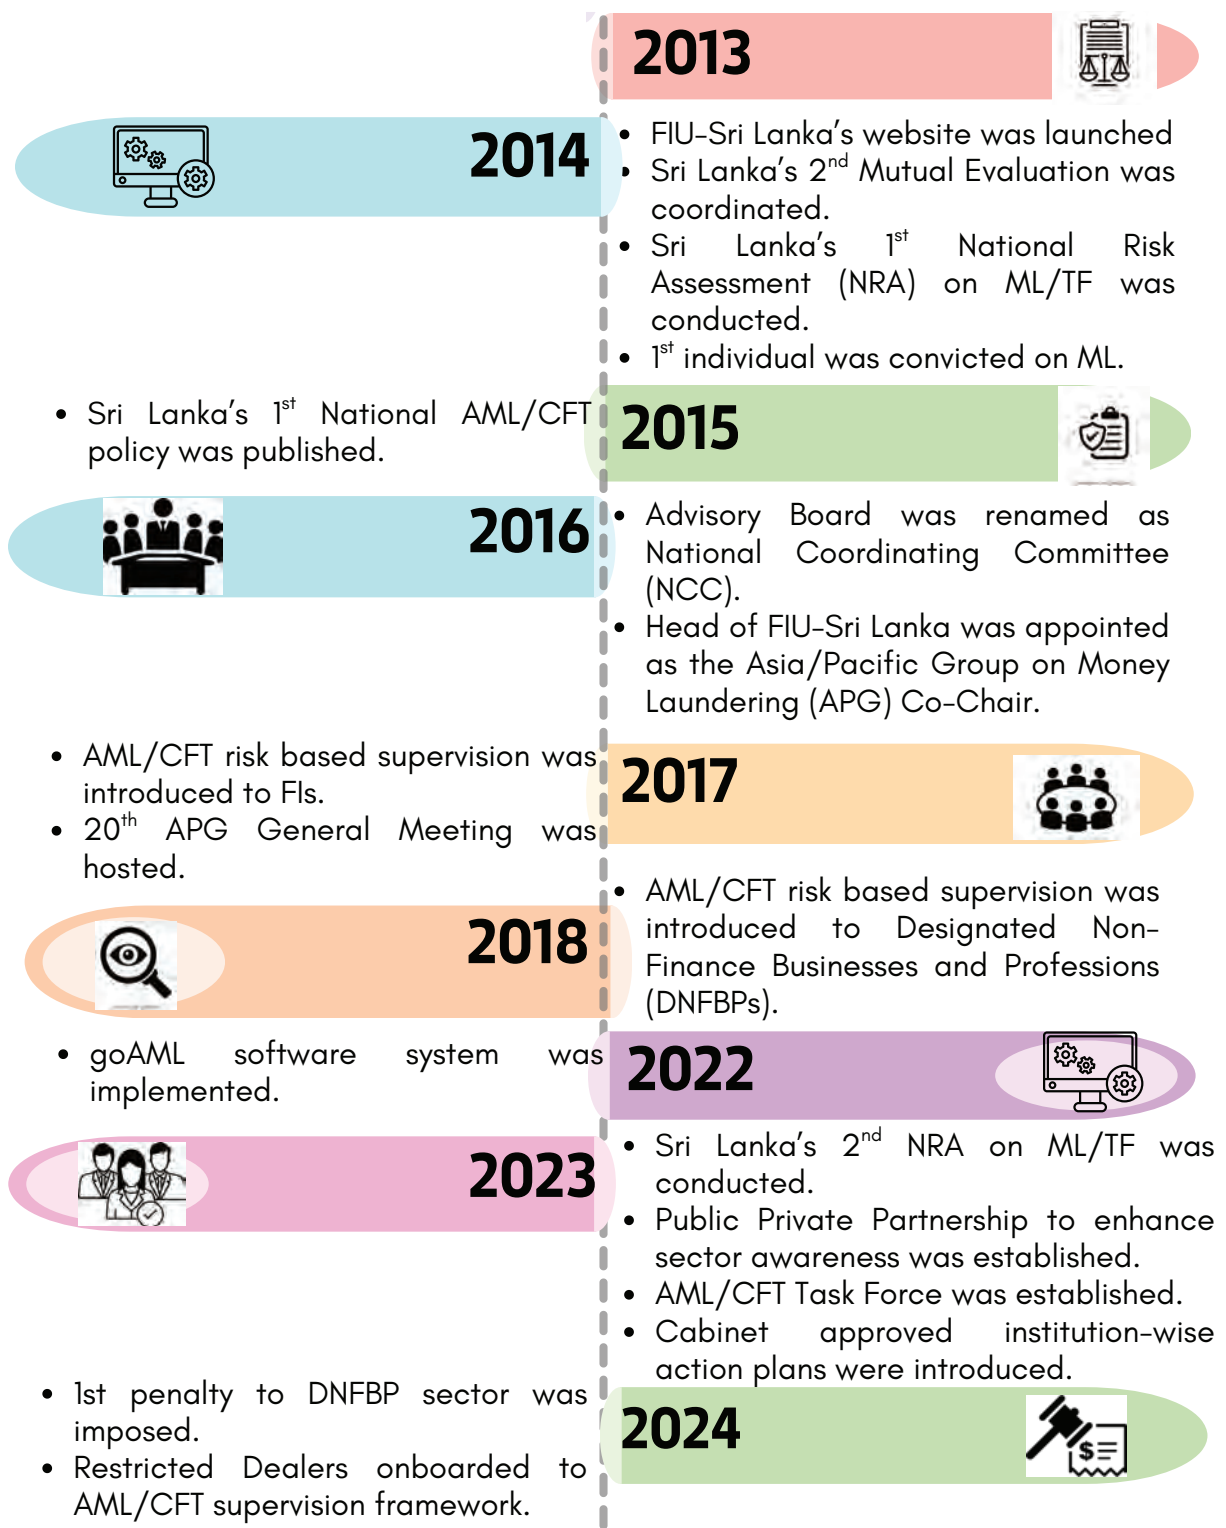 2013
2014
• FIU-Sri Lanka's website was launched
• Sri Lanka's 2nd Mutual Evaluation was
coordinated.
• Sri Lanka's 1st National Risk
Assessment (NRA) on ML/TF was
conducted.
• 1st individual was convicted on ML.
• Sri Lanka's 1st National AML/CFT
policy was published.
2015
2016
• Advisory Board was renamed as
National Coordinating Committee
(NCC).
• Head of FIU-Sri Lanka was appointed
as the Asia/Pacific Group on Money
Laundering (APG) Co-Chair.
• AML/CFT risk based supervision was
introduced to FIs.
• 20th APG General Meeting was
hosted.
2017
• AML/CFT risk based supervision was
introduced to Designated Non-
Finance Businesses and Professions
(DNFBPs).
2018
• goAML software system was
implemented.
2022
2023
• Sri Lanka's 2nd NRA on ML/TF was
conducted.
• Public Private Partnership to enhance
sector awareness was established.
• AML/CFT Task Force was established.
• Cabinet approved institution-wise
action plans were introduced.
• 1st penalty to DNFBP sector was
imposed.
• Restricted Dealers onboarded to
AML/CFT supervision framework.
2024
$